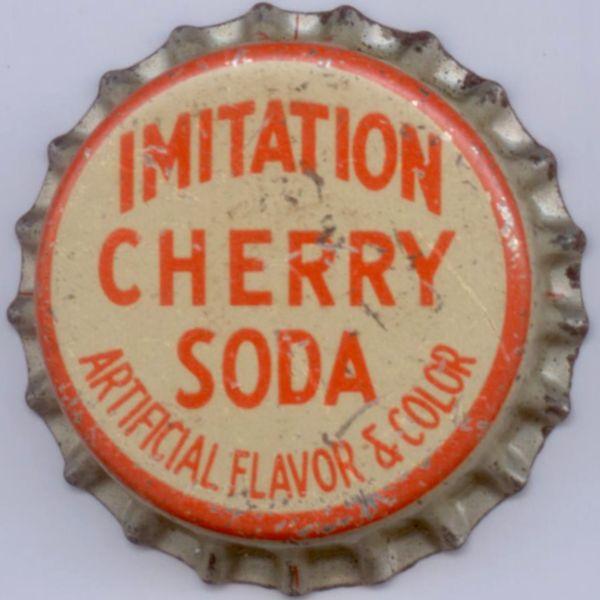 IMITATION
CHERRY
SODA
ARTIFICIAL FLAVOR & COLOR